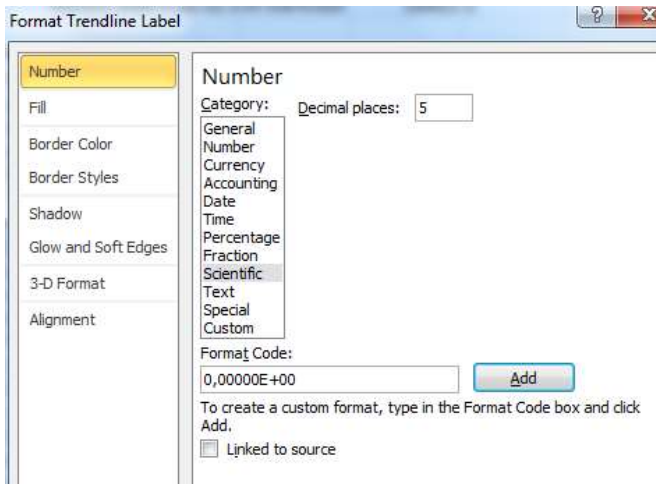 Format Trendline Label
? X
Number
Fill
Border Color
Border Styles
Shadow
Glow and Soft Edges
3-D Format
Alignment
Number
Category:
Decimal places: 5
General
Number
Currency
Accounting
Date
Time
Percentage
Fraction
Scientific
Text
Special
Custom
Format Code:
0,00000E+00
Add
To create a custom format, type in the Format Code box and click
Add.
Linked to source